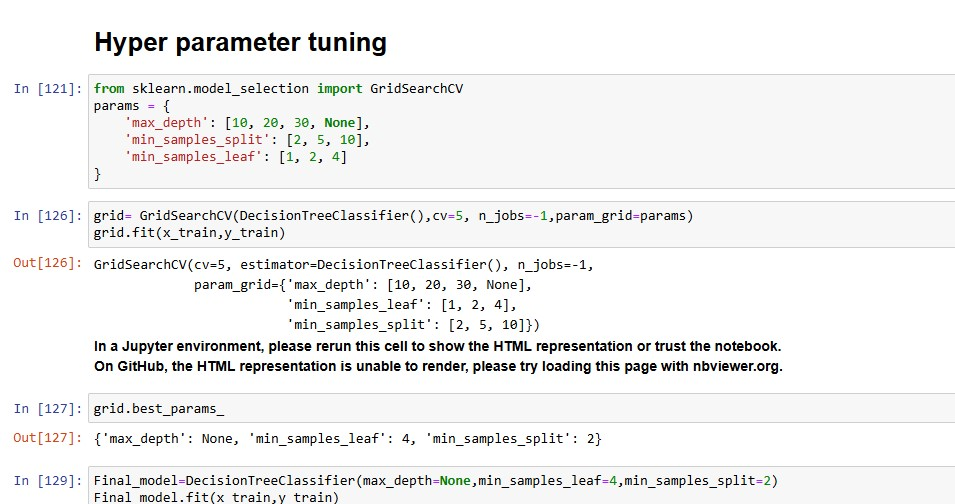 Hyper parameter tuning
In [121]: from sklearn.model_selection import GridSearchCV
params = {
    'max_depth': [10, 20, 30, None],
    'min_samples_split': [2, 5, 10],
    'min_samples_leaf': [1, 2, 4]
}
In [126]: grid= GridSearchCV(DecisionTreeClassifier(),cv=5, n_jobs=-1,param_grid=params)
grid.fit(x_train,y_train)
Out[126]: GridSearchCV(cv=5, estimator=DecisionTreeClassifier(), n_jobs=-1,
             param_grid={'max_depth': [10, 20, 30, None],
                         'min_samples_leaf': [1, 2, 4],
                         'min_samples_split': [2, 5, 10]})
In a Jupyter environment, please rerun this cell to show the HTML representation or trust the notebook.
On GitHub, the HTML representation is unable to render, please try loading this page with nbviewer.org.
In [127]: grid.best_params_
Out[127]: {'max_depth': None, 'min_samples_leaf': 4, 'min_samples_split': 2}
In [129]: Final_model=DecisionTreeClassifier(max_depth=None,min_samples_leaf=4,min_samples_split=2)
Final_model.fit(x_train,y_train)